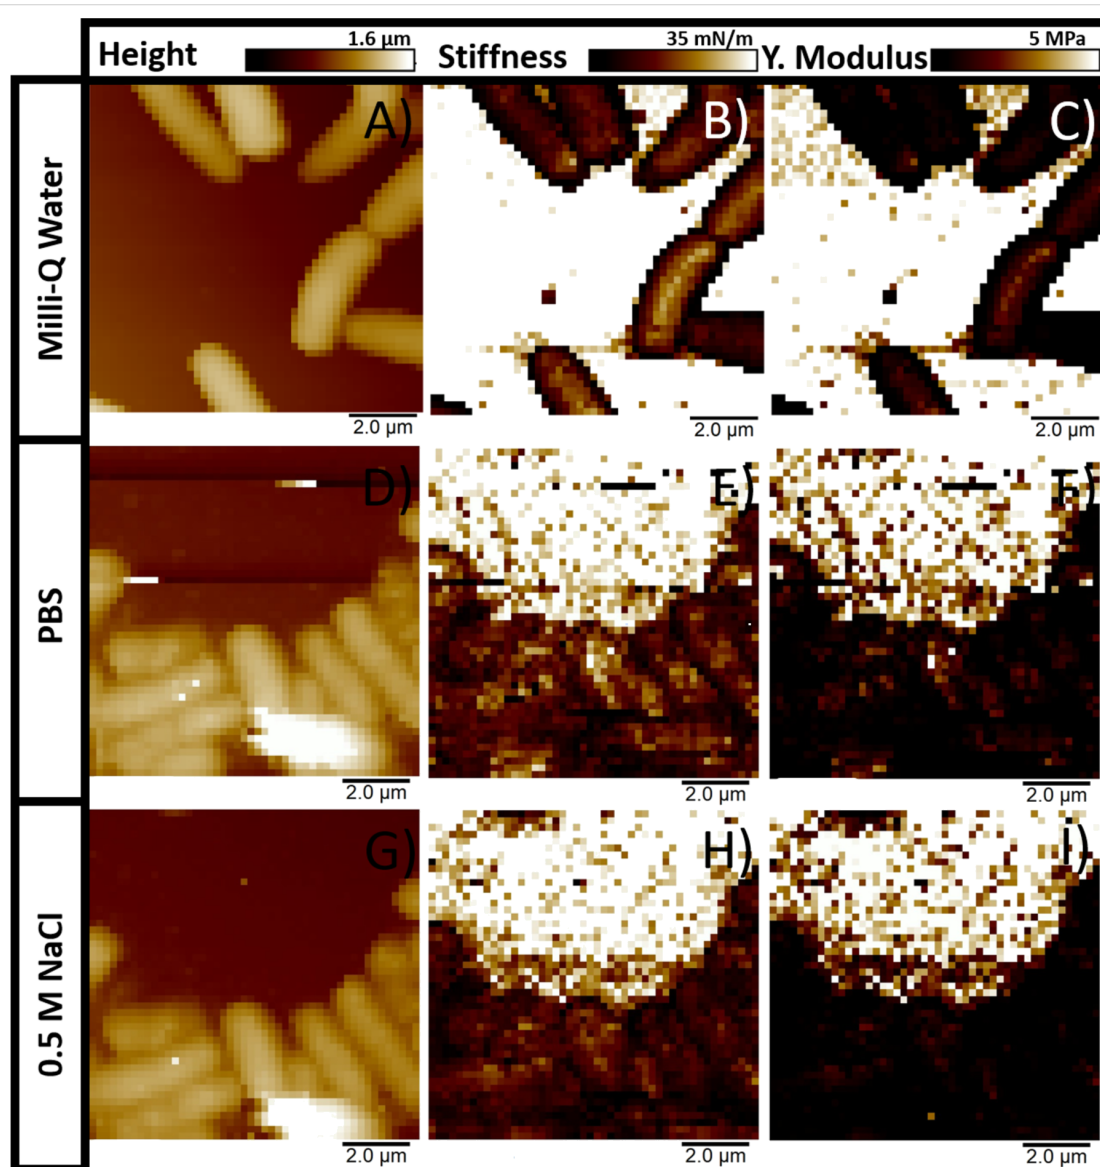 Height 1.6 µm Stiffness 35 mN/m Y. Modulus 5 MPa
Milli-Q Water
A) B) C)
2.0 µm 2.0 µm 2.0 µm
PBS
D) E) F)
2.0 µm 2.0 µm 2.0 µm
0.5 M NaCl
G) H) I)
2.0 µm 2.0 µm 2.0 µm